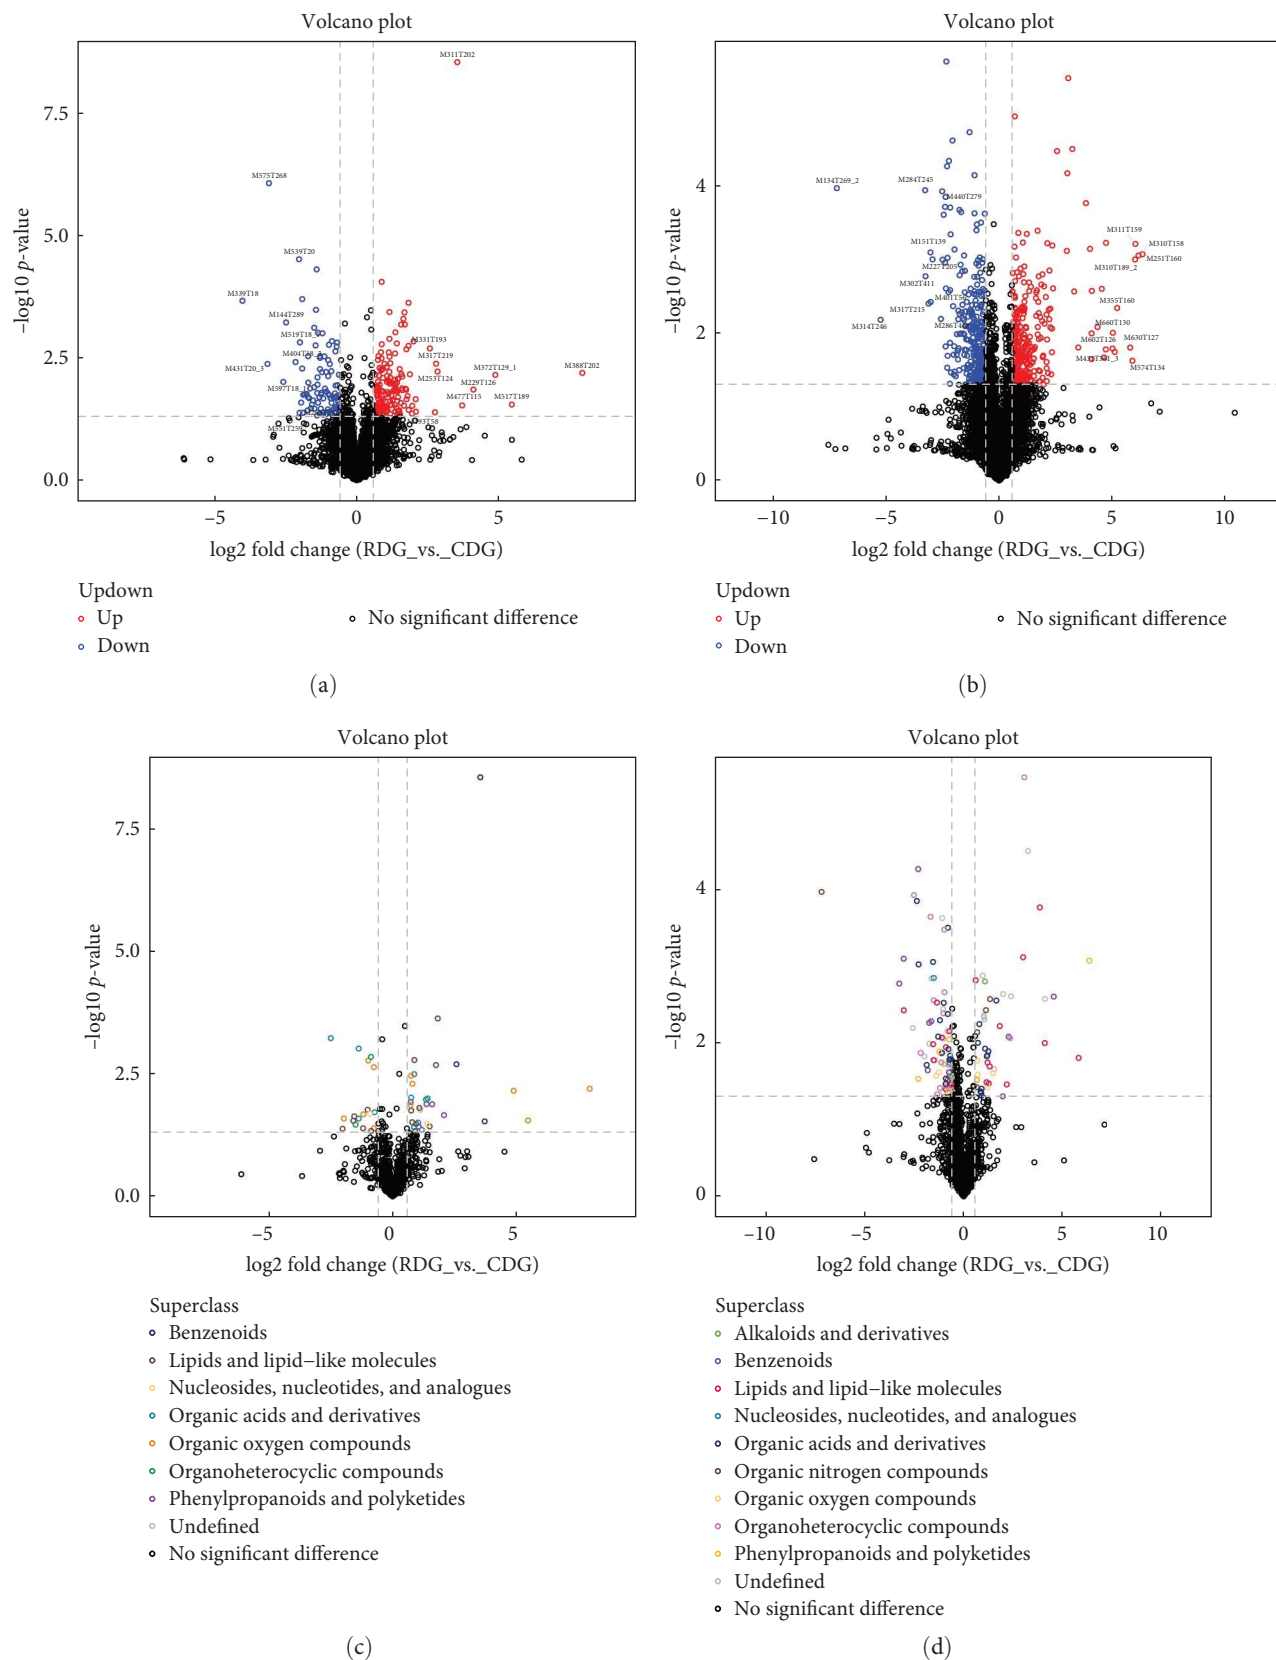 Volcano plot
M311T202
7.5
M575T268
5.0
M539T20
M339T18
M144T289
M331T193
M317T219
2.5
M431T20_3
M253T124
M372T129_1
M388T202
M229T126
M477T115
M517T189
M551T259
0.0
−5
0
5
−log10 p-value
log2 fold change (RDG_vs._CDG)
Updown
Up
No significant difference
Down
(a)
Volcano plot
4
M134T269_2
M284T245
M440T279
M311T159
M151T139
M310T158
M251T160
M227T205
M310T189_2
M302T411
M355T160
M317T215
M314T246
M660T130
2
M602T126
M630T127
M574T134
0
−10
−5
0
5
10
−log10 p-value
log2 fold change (RDG_vs._CDG)
Updown
Up
No significant difference
Down
(b)
Volcano plot
7.5
5.0
2.5
0.0
−5
0
5
−log10 p-value
log2 fold change (RDG_vs._CDG)
Superclass
Benzenoids
Lipids and lipid−like molecules
Nucleosides, nucleotides, and analogues
Organic acids and derivatives
Organic oxygen compounds
Organoheterocyclic compounds
Phenylpropanoids and polyketides
Undefined
No significant difference
(c)
Volcano plot
4
2
0
−10
−5
0
5
10
−log10 p-value
log2 fold change (RDG_vs._CDG)
Superclass
Alkaloids and derivatives
Benzenoids
Lipids and lipid−like molecules
Nucleosides, nucleotides, and analogues
Organic acids and derivatives
Organic nitrogen compounds
Organic oxygen compounds
Organoheterocyclic compounds
Phenylpropanoids and polyketides
Undefined
No significant difference
(d)